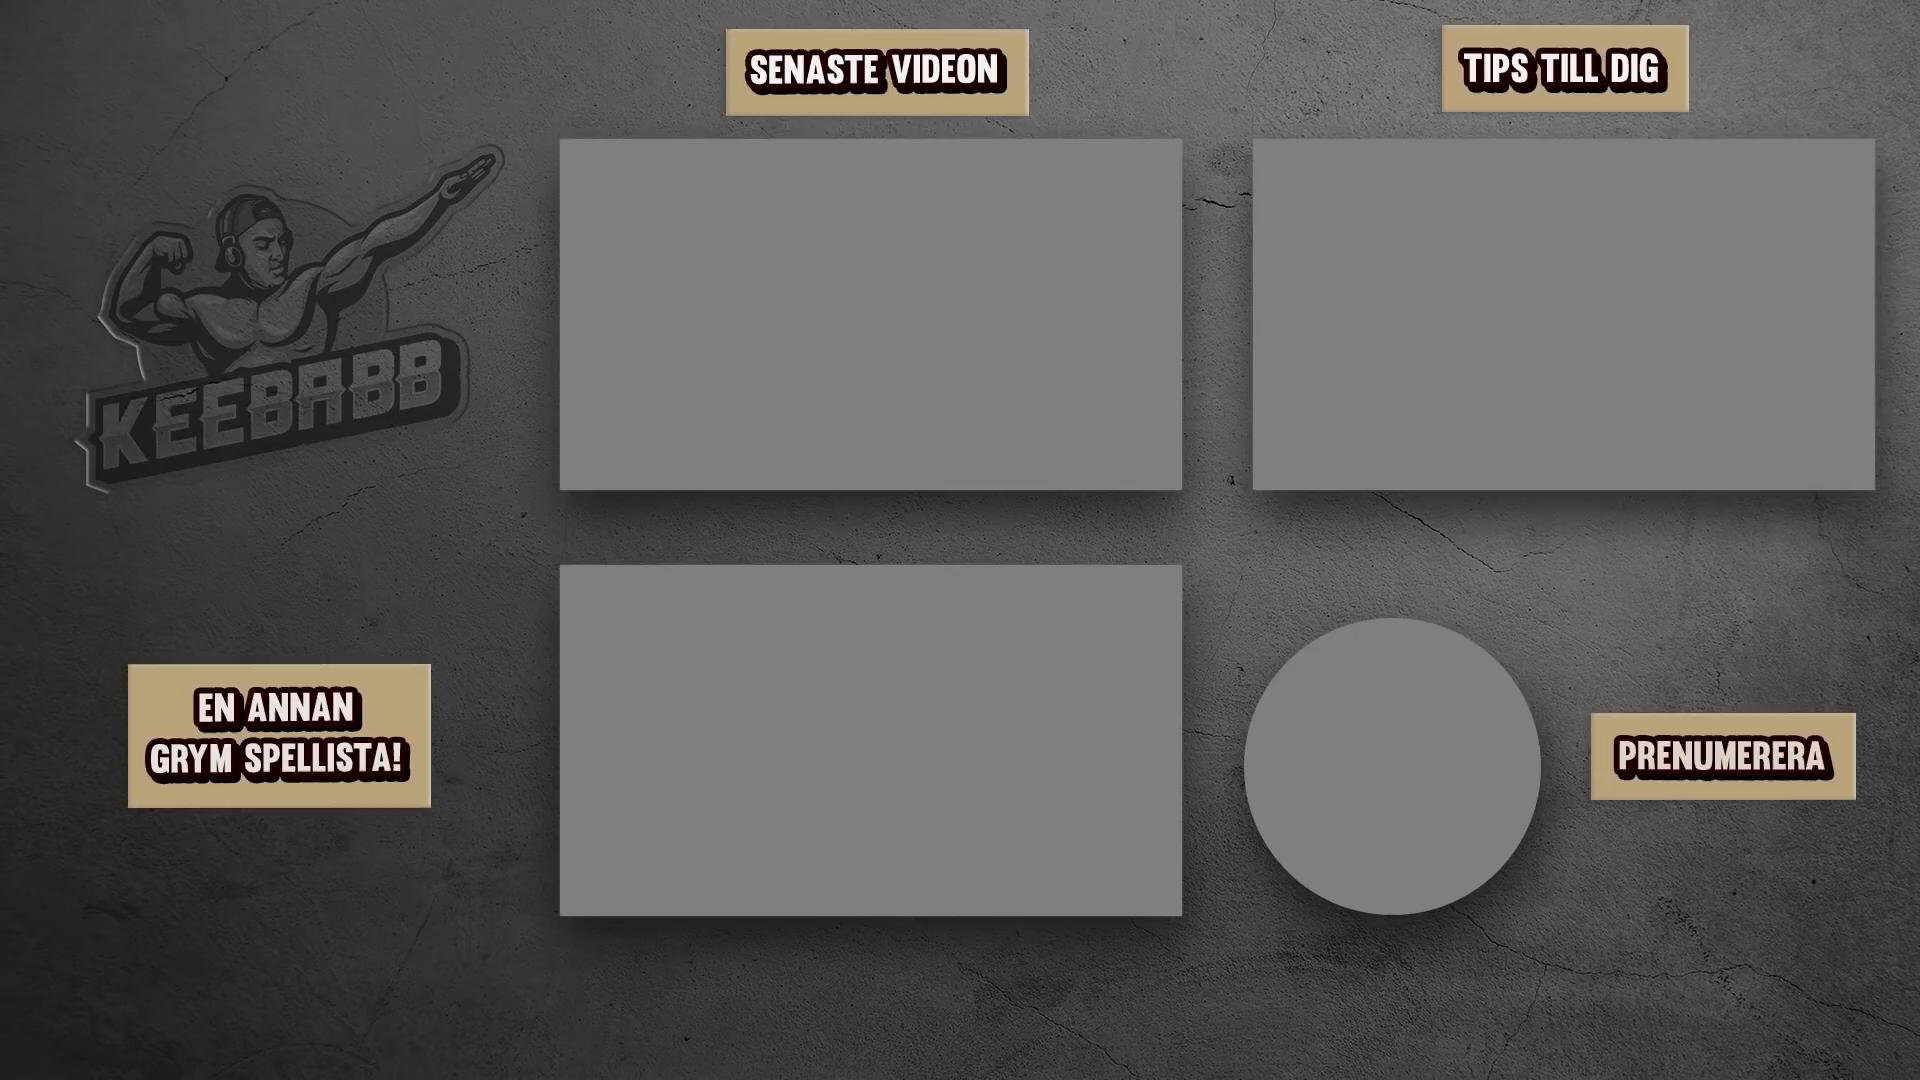 SENASTE VIDEON
TIPS TILL DIG
KEEBABB
EN ANNAN
GRYM SPELLISTA!
PRENUMERERA